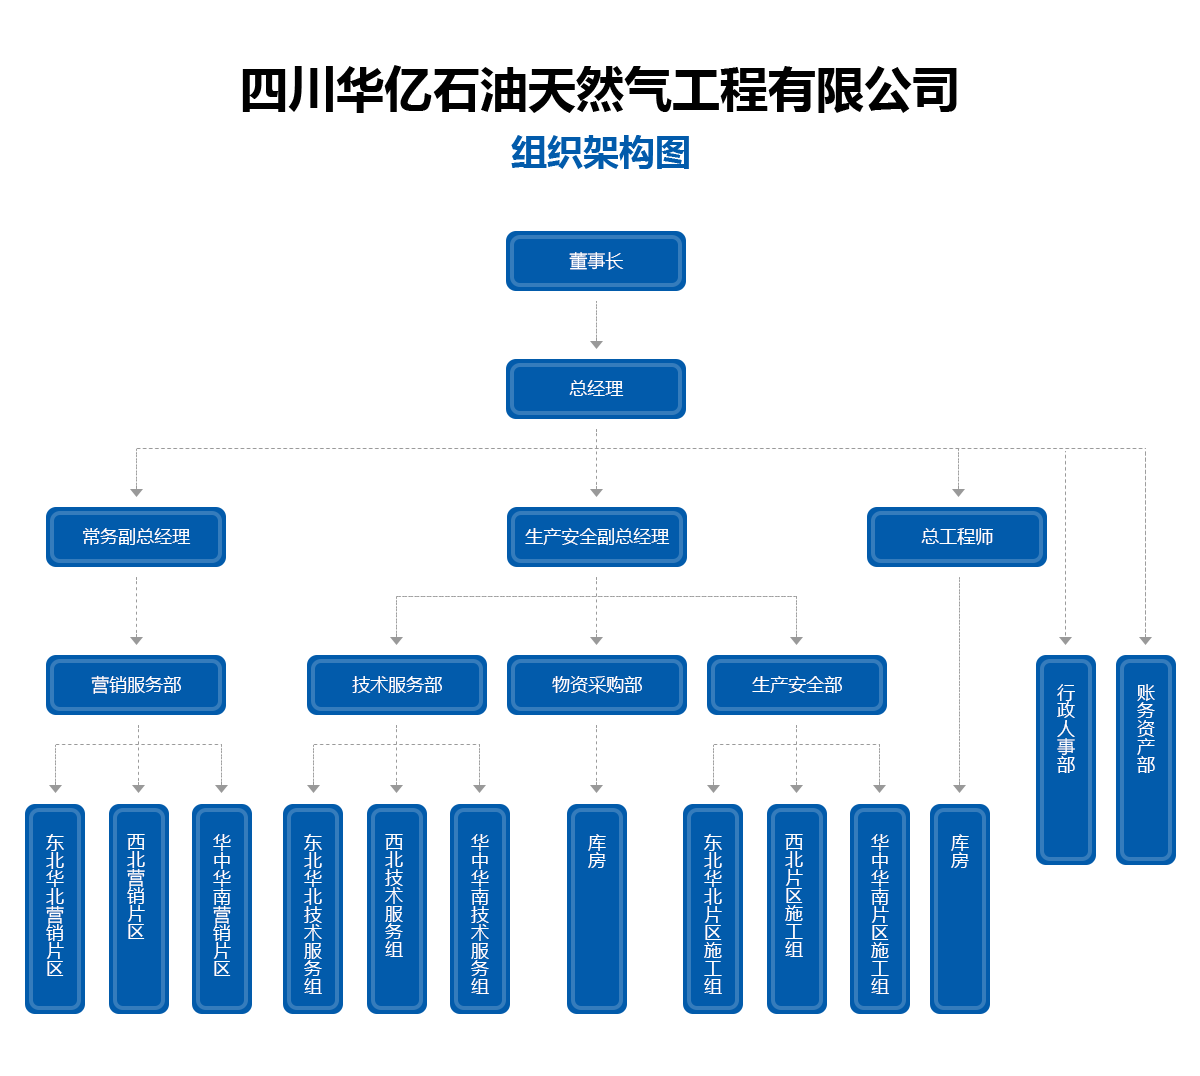 四川华亿石油天然气工程有限公司
组织架构图
董事长
总经理
常务副总经理
生产安全副总经理
总工程师
营销服务部
技术服务部
物资采购部
生产安全部
行政人事部
账务资产部
东北华北营销片区
西北营销片区
华中华南营销片区
东北华北技术服务组
西北技术服务组
华中华南技术服务组
库房
东北华北片区施工组
西北片区施工组
华中华南片区施工组
库房